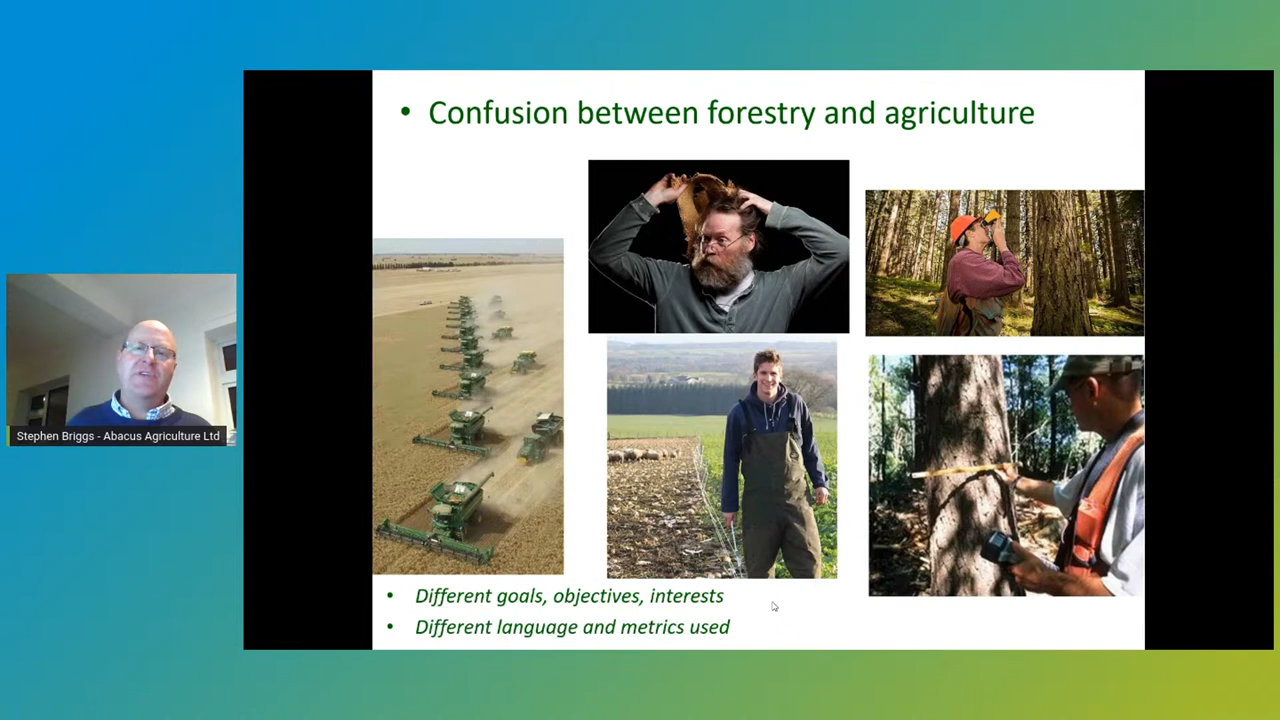 • Confusion between forestry and agriculture
Stephen Briggs - Abacus Agriculture Ltd
• Different goals, objectives, interests
• Different language and metrics used